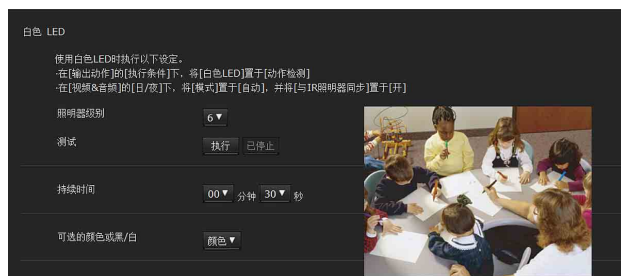 白色 LED
使用白色LED时执行以下设定。
·在[输出动作]的[执行条件]下，将[白色LED]置于[动作检测]
·在[视频&音频]的[日/夜]下，将[模式]置于[自动]，并将[与IR照明器同步]置于[开]
照明器级别 6▼
测试 执行 已停止
持续时间 00▼ 分钟 30▼ 秒
可选的颜色或黑/白 颜色▼